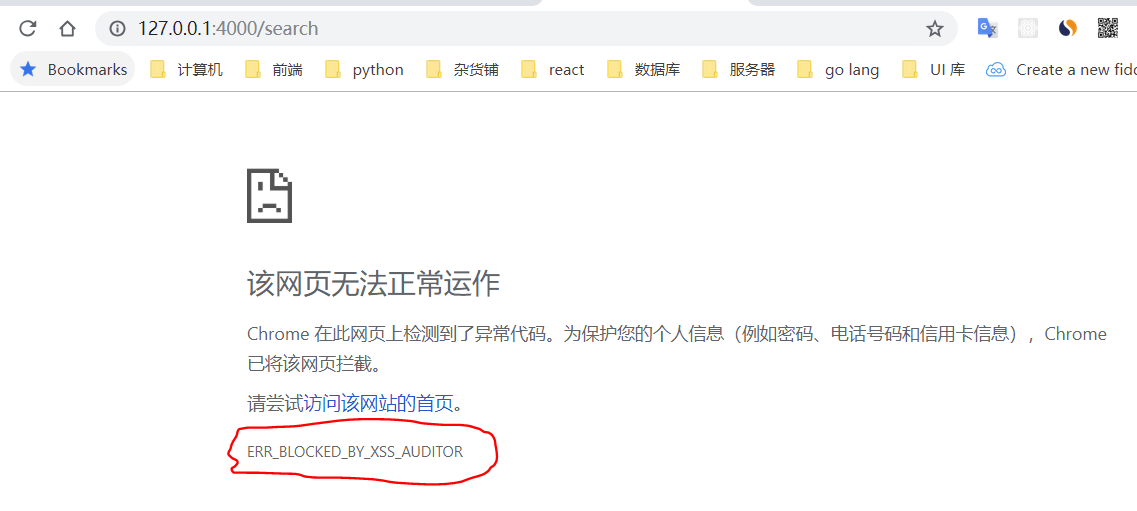 127.0.0.1:4000/search
Bookmarks 计算机 前端 python 杂货铺 react 数据库 服务器 go lang UI 库 Create a new fidd
该网页无法正常运作
Chrome 在此网页上检测到了异常代码。为保护您的个人信息（例如密码、电话号码和信用卡信息），Chrome
已将该网页拦截。
请尝试访问该网站的首页。
ERR_BLOCKED_BY_XSS_AUDITOR